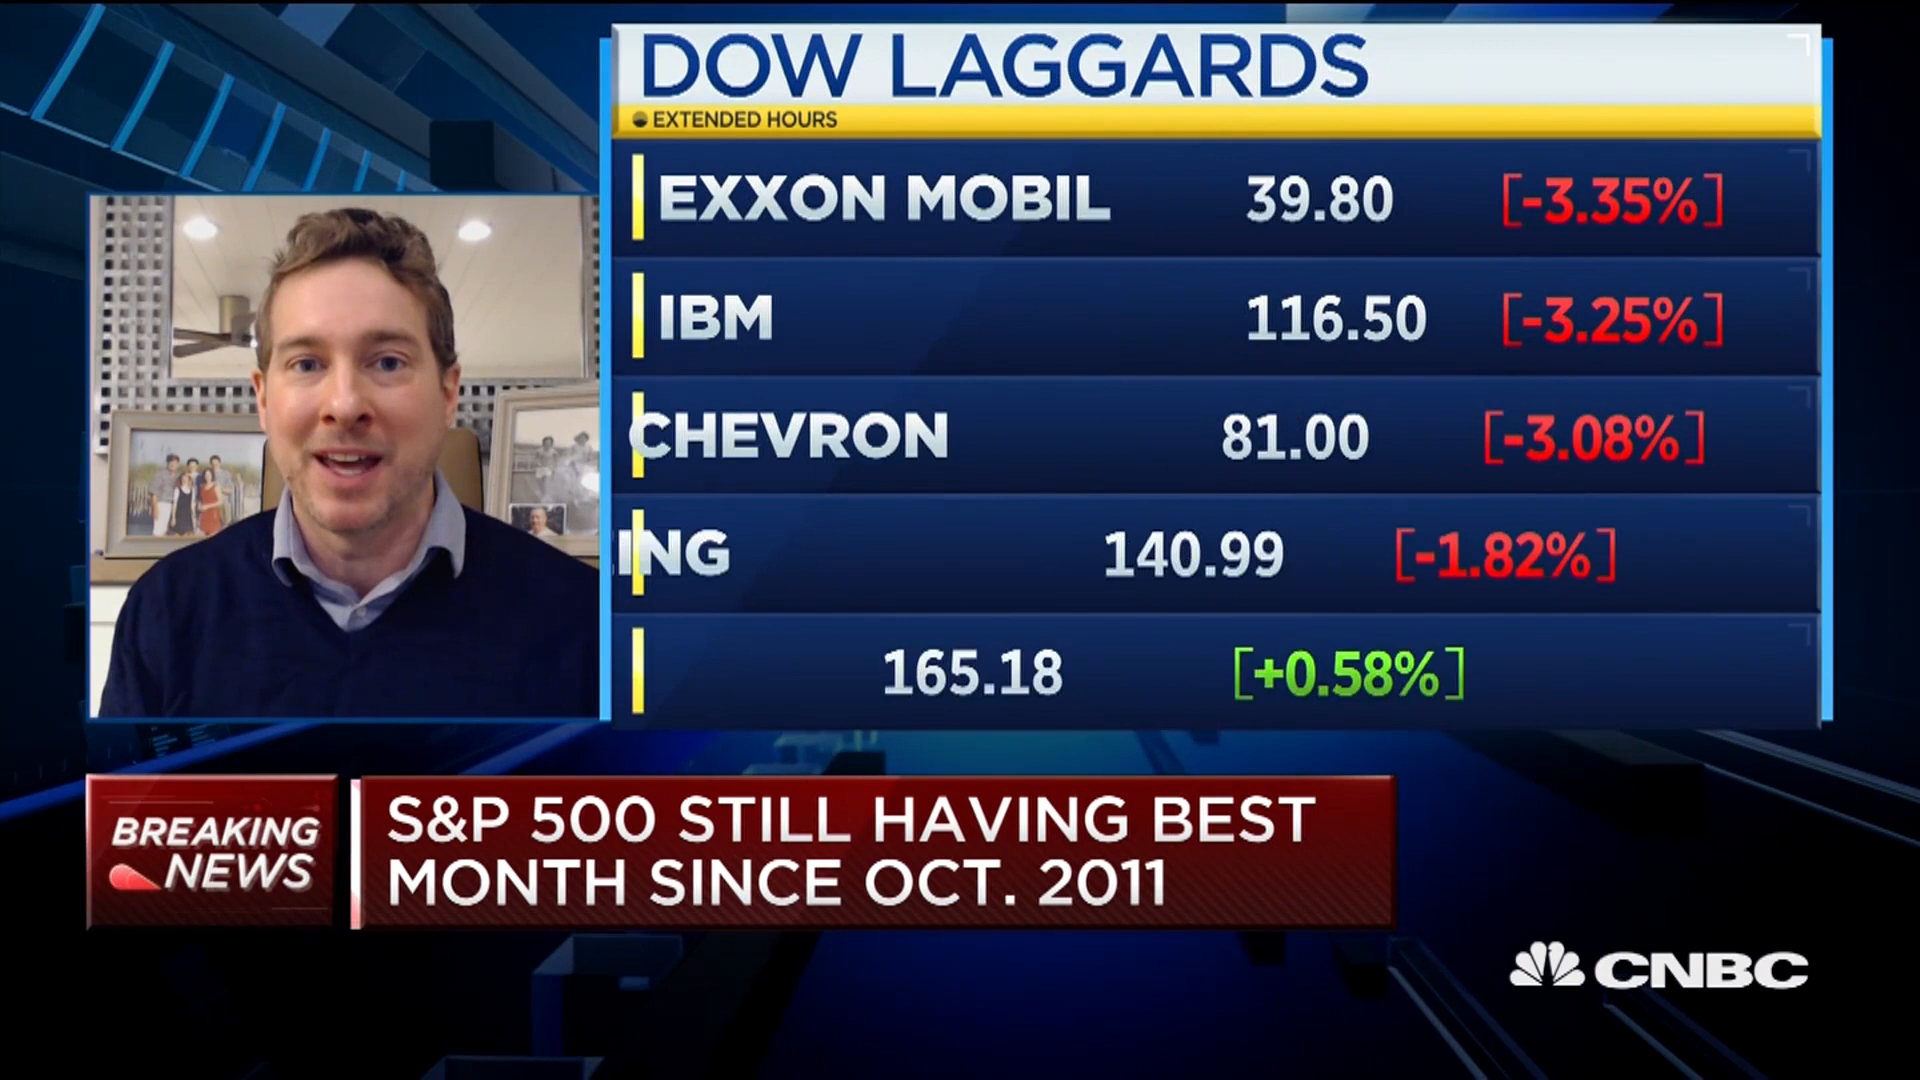 DOW LAGGARDS
EXTENDED HOURS
EXXON MOBIL 39.80 [-3.35%]
IBM 116.50 [-3.25%]
CHEVRON 81.00 [-3.08%]
ING 140.99 [-1.82%]
165.18 [+0.58%]
BREAKING NEWS
S&P 500 STILL HAVING BEST
MONTH SINCE OCT. 2011
CNBC